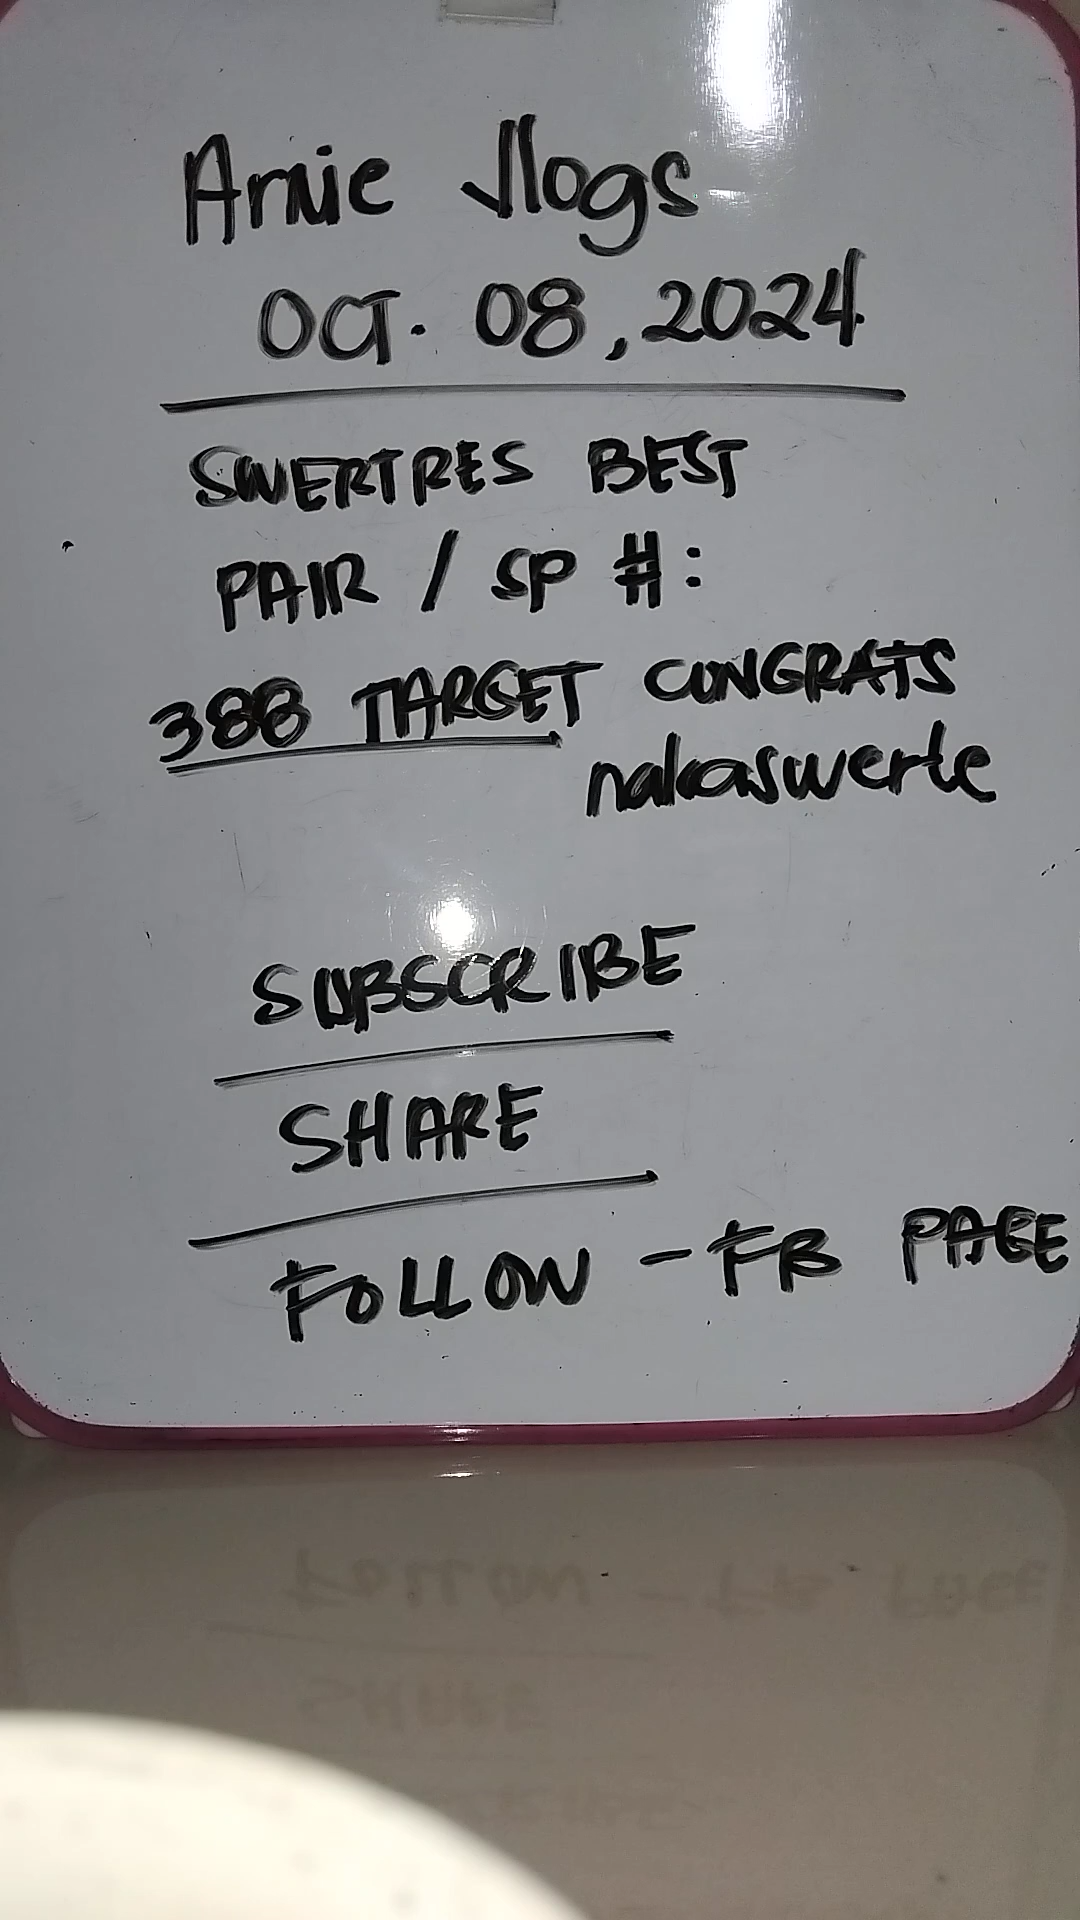 Arnie Vlogs
OCT. 08, 2024
SWERTRES BEST
PAIR / SP #:
388 TARGET CONGRATS
nakaswerte
SUBSCRIBE
SHARE
FOLLOW - FB PAGE